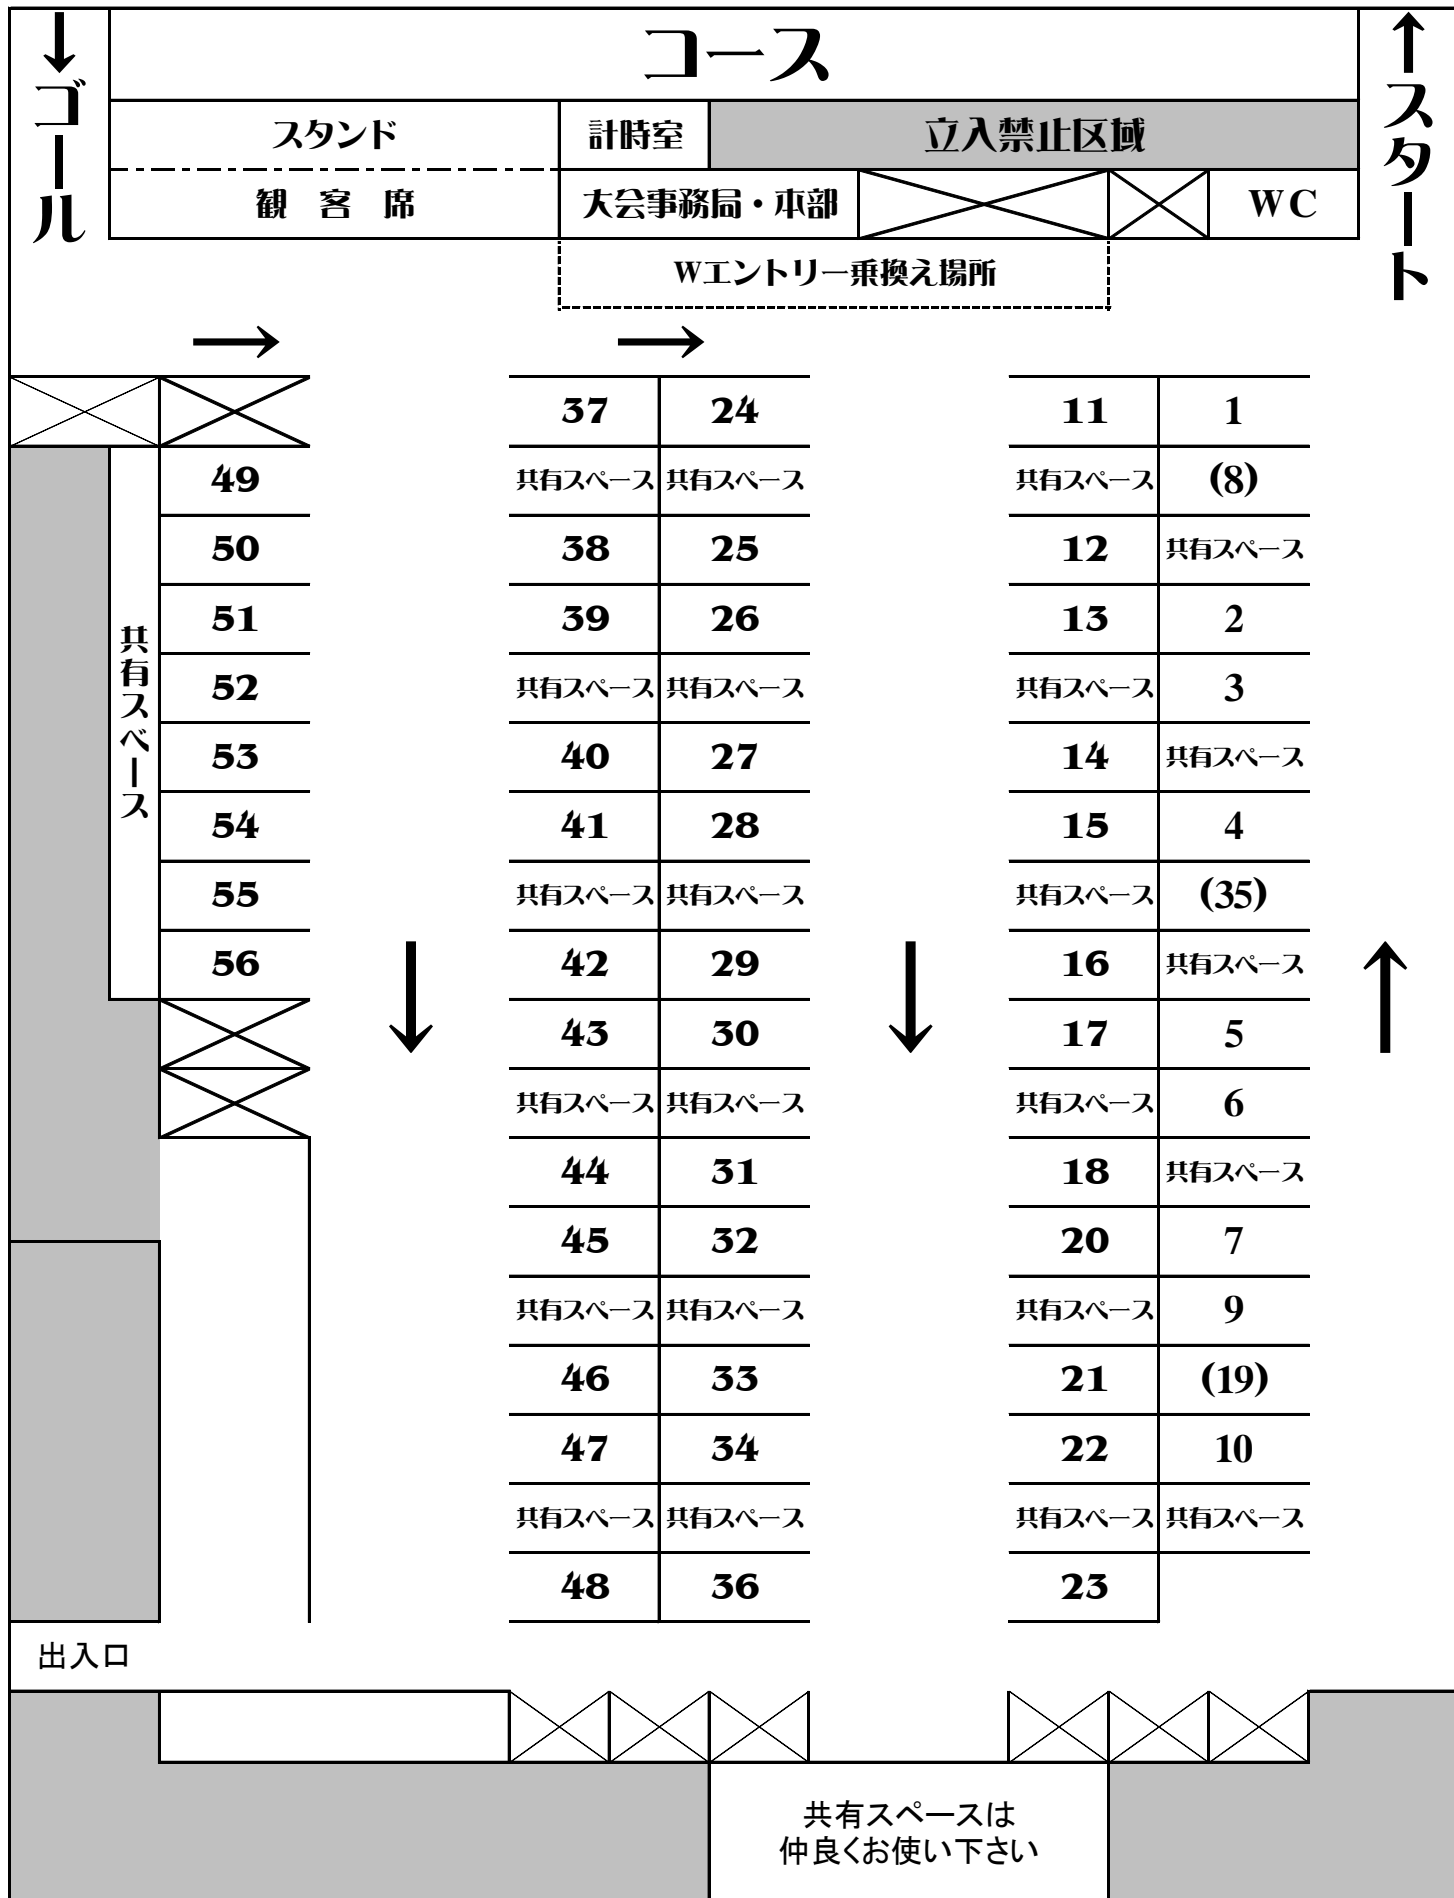 コース
↓ゴール
↑スタート
スタンド 計時室 立入禁止区域
観 客 席 大会事務局・本部 WC
Wエントリー乗換え場所
→ →
37 24 11 1
49 共有スペース 共有スペース 共有スペース (8)
50 38 25 12 共有スペース
51 39 26 13 2
共有スペース
52 共有スペース 共有スペース 共有スペース 3
53 40 27 14 共有スペース
54 41 28 15 4
55 共有スペース 共有スペース 共有スペース (35)
56 42 29 16 共有スペース
↓ ↓ ↑
43 30 17 5
共有スペース 共有スペース 共有スペース 6
44 31 18 共有スペース
45 32 20 7
共有スペース 共有スペース 共有スペース 9
46 33 21 (19)
47 34 22 10
共有スペース 共有スペース 共有スペース 共有スペース
48 36 23
出入口
共有スペースは
仲良くお使い下さい